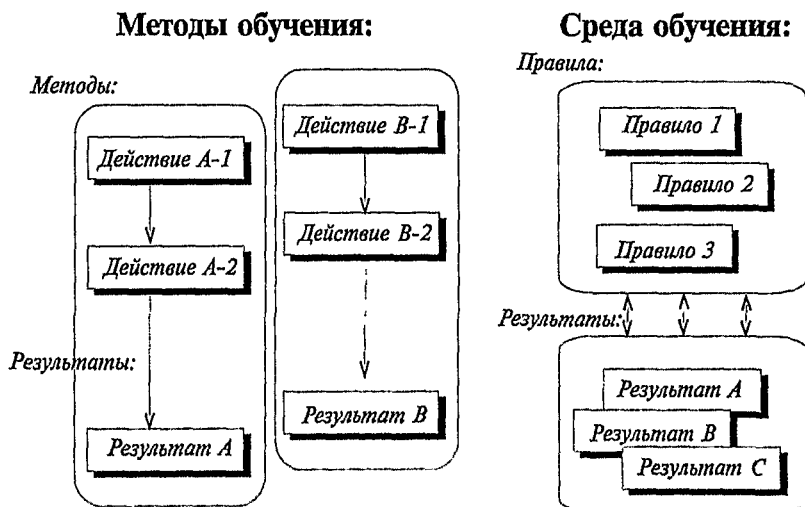 Методы обучения:
Методы:
Действие А-1
Действие А-2
Результаты:
Результат А
Действие В-1
Действие В-2
Результат В
Среда обучения:
Правила:
Правило 1
Правило 2
Правило 3
Результаты:
Результат А
Результат В
Результат С